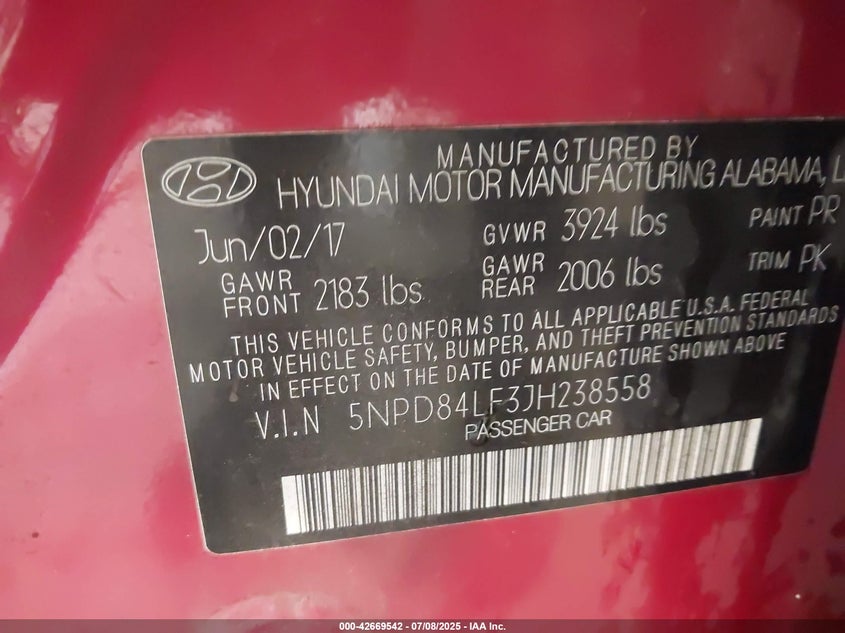 MANUFACTURED BY
HYUNDAI MOTOR MANUFACTURING ALABAMA,
Jun/02/17 GVWR 3924 lbs PAINT PR
GAWR FRONT 2183 lbs GAWR REAR 2006 lbs TRIM PK
THIS VEHICLE CONFORMS TO ALL APPLICABLE U.S.A. FEDERAL
MOTOR VEHICLE SAFETY, BUMPER, AND THEFT PREVENTION STANDARDS
IN EFFECT ON THE DATE OF MANUFACTURE SHOWN ABOVE
V.I.N 5NPD84LF3JH238558
PASSENGER CAR
000-42669542 - 07/08/2025 - IAA Inc.